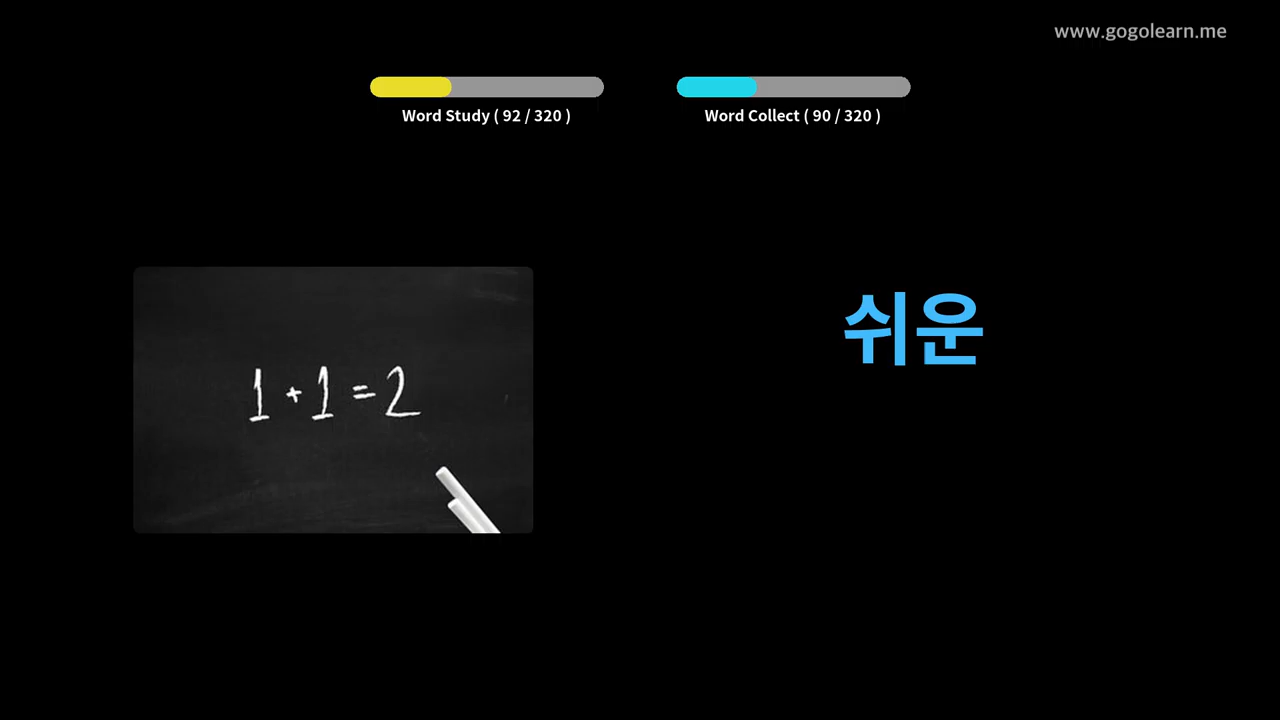 www.gogolearn.me
Word Study ( 92 / 320 )
Word Collect ( 90 / 320 )
1 + 1 = 2
쉬운